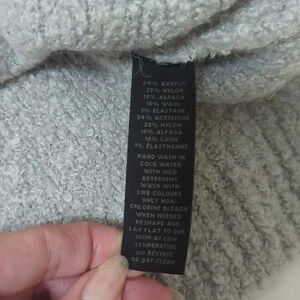 54% ACRYLIC
20% NYLON
15% ALPACA
10% WOOL
1% ELASTANE
54% ACRYLIQUE
20% NYLON
15% ALPAGA
10% LAINE
1% ELASTHANNE
HAND WASH IN
COLD WATER
WITH MILD
DETERGENT
WASH WITH
LIKE COLOURS
ONLY NON-
CHLORINE BLEACH
WHEN NEEDED
RESHAPE AND
LAY FLAT TO DRY
IRON AT LOW
TEMPERATURE
ON REVERSE
OR DRY CLEAN